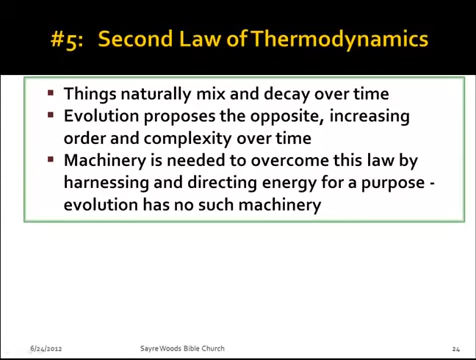 #5: Second Law of Thermodynamics
▪ Things naturally mix and decay over time
▪ Evolution proposes the opposite, increasing
order and complexity over time
▪ Machinery is needed to overcome this law by
harnessing and directing energy for a purpose -
evolution has no such machinery
6/24/2012 Sayre Woods Bible Church 24